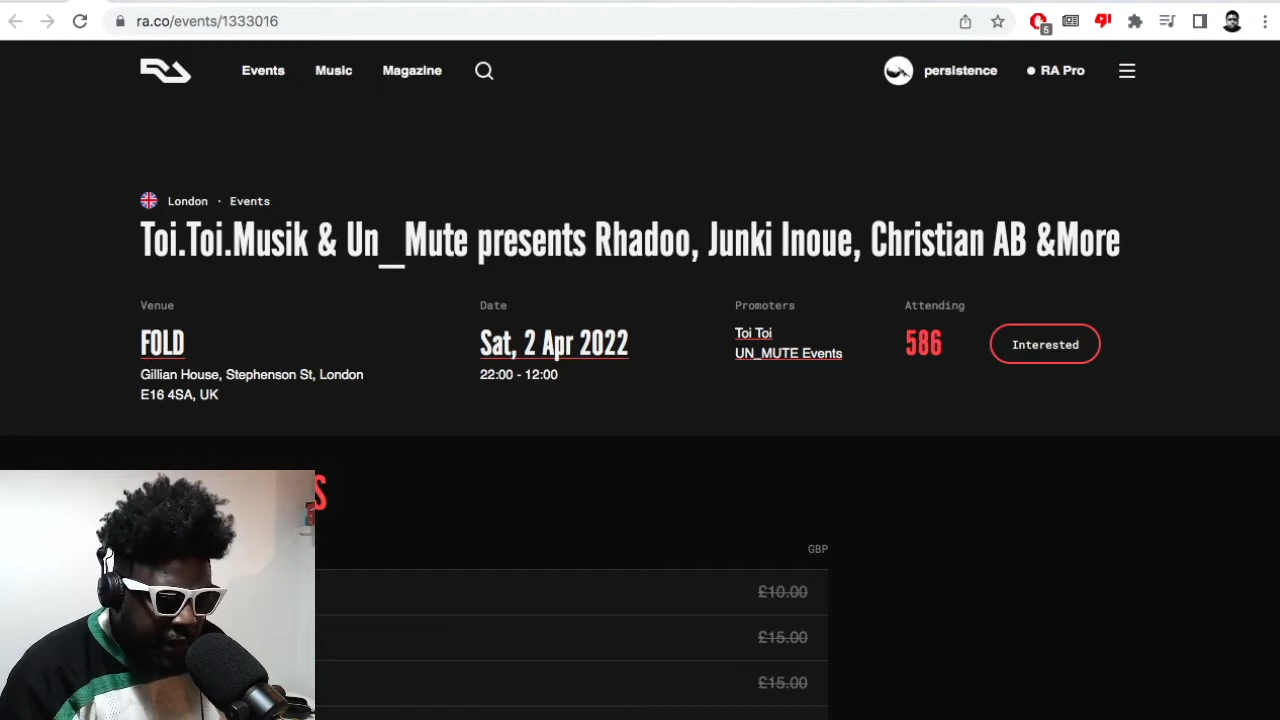 ra.co/events/1333016
5
Events Music Magazine
persistence RA Pro
London · Events
Toi.Toi.Musik & Un_Mute presents Rhadoo, Junki Inoue, Christian AB &More
Venue Date Promoters Attending
FOLD Sat, 2 Apr 2022 Toi Toi 586 Interested
UN_MUTE Events
Gillian House, Stephenson St, London 22:00 - 12:00
E16 4SA, UK
S
GBP
£10.00
£15.00
£15.00